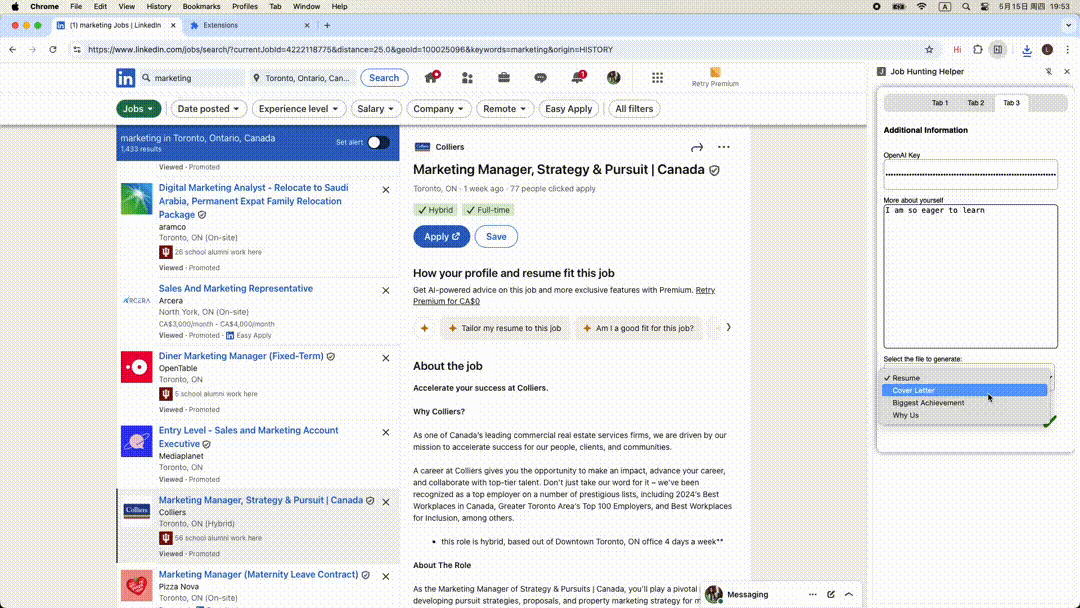 Chrome File Edit View History Bookmarks Profiles Tab Window Help
A 5月15日 周四 19:53
(1) marketing Jobs | LinkedIn
Extensions
https://www.linkedin.com/jobs/search/?currentJobId=4222118775&distance=25.0&geoId=100025096&keywords=marketing&origin=HISTORY
Hi
L
in
marketing
Toronto, Ontario, Can...
Search
1
Retry Premium
Jobs
Date posted
Experience level
Salary
Company
Remote
Easy Apply
All filters
marketing in Toronto, Ontario, Canada
1,433 results
Set alert
Viewed · Promoted
Digital Marketing Analyst - Relocate to Saudi
Arabia, Permanent Expat Family Relocation
Package
aramco
Toronto, ON (On-site)
26 school alumni work here
Viewed · Promoted
ARCERA
Sales And Marketing Representative
Arcera
North York, ON (On-site)
CA$3,000/month - CA$4,000/month
Viewed · Promoted · Easy Apply
Diner Marketing Manager (Fixed-Term)
OpenTable
Toronto, ON
5 school alumni work here
Viewed · Promoted
Entry Level - Sales and Marketing Account
Executive
Mediaplanet
Toronto, ON
Viewed · Promoted
Colliers
Marketing Manager, Strategy & Pursuit | Canada
Colliers
Toronto, ON (Hybrid)
56 school alumni work here
Viewed · Promoted
Marketing Manager (Maternity Leave Contract)
Pizza Nova
Toronto, ON (On-site)
Colliers
Marketing Manager, Strategy & Pursuit | Canada
Toronto, ON · 1 week ago · 77 people clicked apply
Hybrid
Full-time
Apply
Save
How your profile and resume fit this job
Get AI-powered advice on this job and more exclusive features with Premium. Retry
Premium for CA$0
Tailor my resume to this job
Am I a good fit for this job?
About the job
Accelerate your success at Colliers.
Why Colliers?
As one of Canada's leading commercial real estate services firms, we are driven by our
mission to accelerate success for our people, clients, and communities.
A career at Colliers gives you the opportunity to make an impact, advance your career,
and collaborate with top-tier talent. Don't just take our word for it – we've been
recognized as a top employer on a number of prestigious lists, including 2024's Best
Workplaces in Canada, Greater Toronto Area's Top 100 Employers, and Best Workplaces
for Inclusion, among others.
• this role is hybrid, based out of Downtown Toronto, ON office 4 days a week**
About The Role
As the Marketing Manager of Strategy & Pursuits | Canada, you'll play a pivotal
developing pursuit strategies, proposals, and property marketing strategy for m
Messaging
Job Hunting Helper
Tab 1
Tab 2
Tab 3
Additional Information
OpenAI Key
More about yourself
I am so eager to learn
Select the file to generate:
✓ Resume
Cover Letter
Biggest Achievement
Why Us